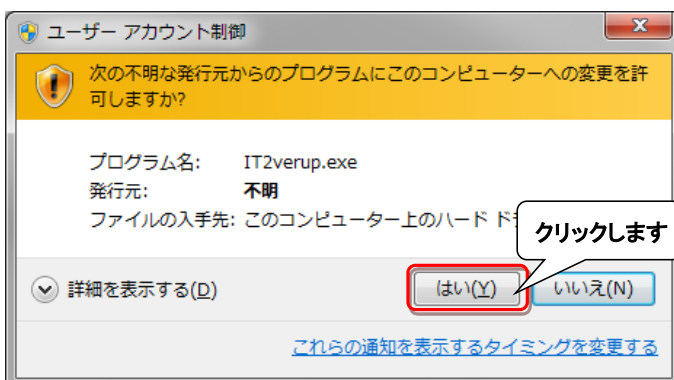 ユーザー アカウント制御
次の不明な発行元からのプログラムにこのコンピューターへの変更を許
可しますか?
プログラム名: IT2verup.exe
発行元: 不明
ファイルの入手先: このコンピューター上のハード
クリックします
詳細を表示する(D)
はい(Y)
いいえ(N)
これらの通知を表示するタイミングを変更する